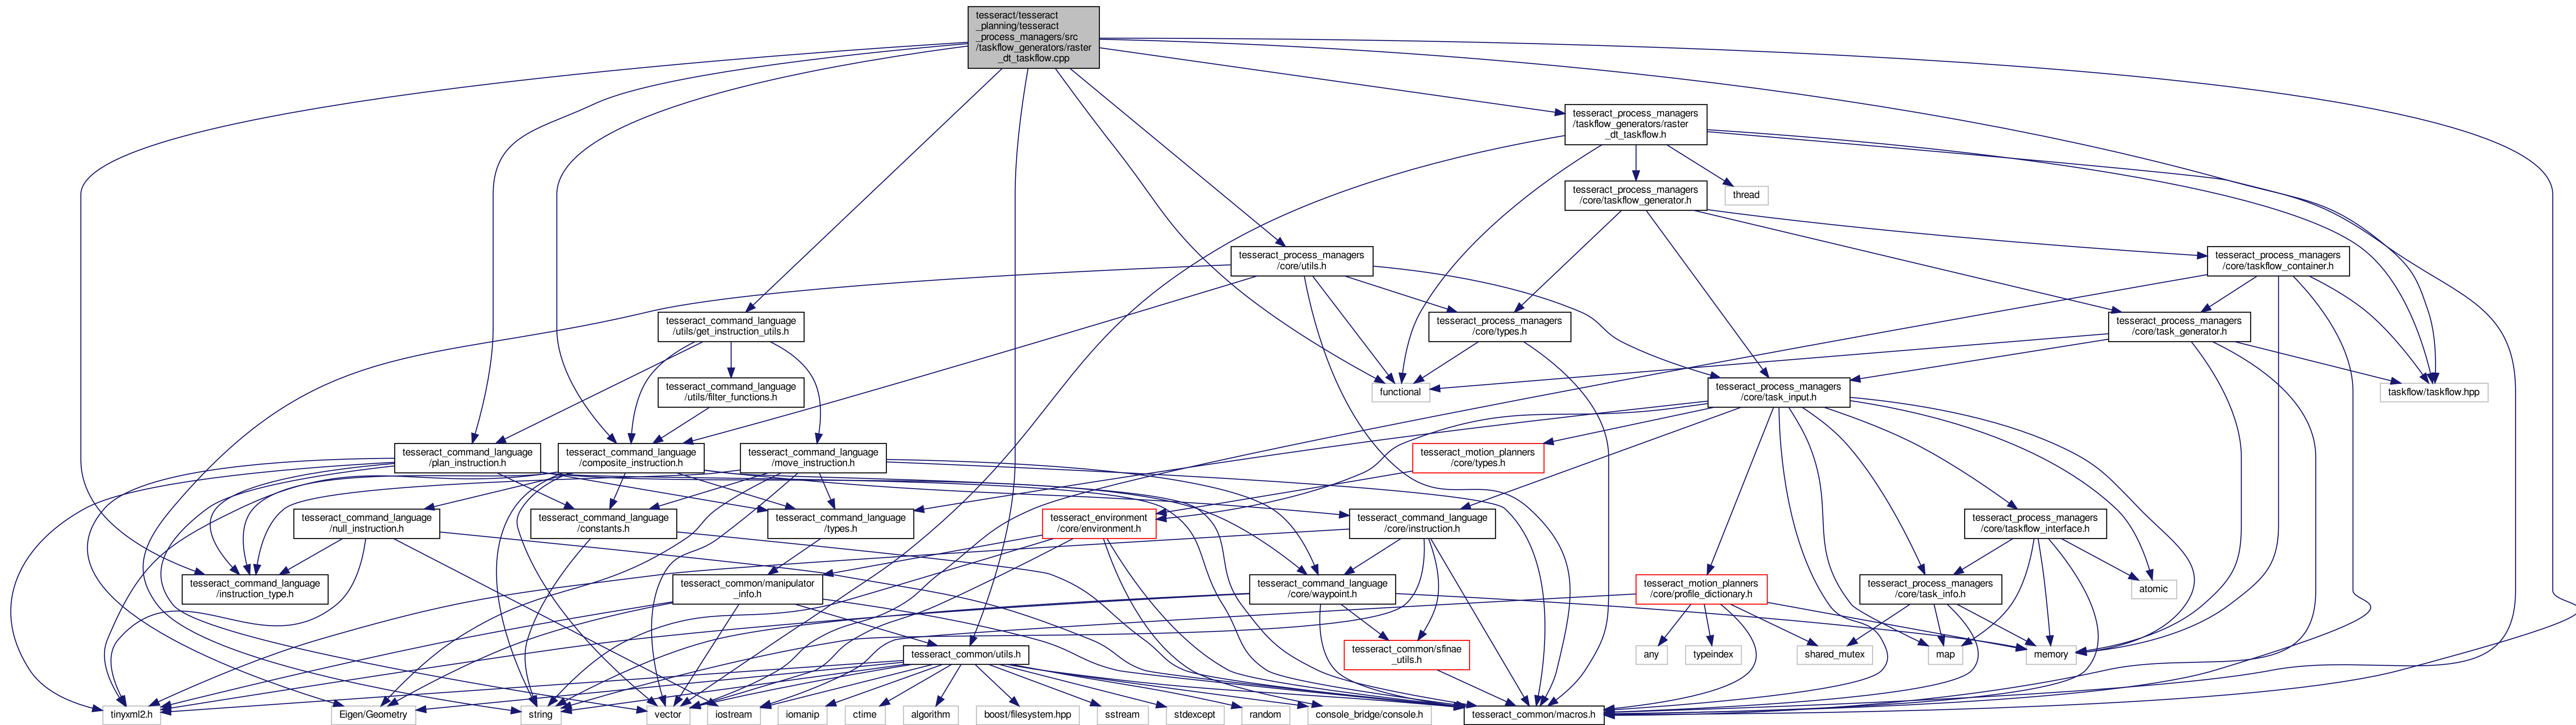 tesseract/tesseract
_planning/tesseract
_process_managers/src
/taskflow_generators/raster
_dt_taskflow.cpp
tesseract_process_managers
/taskflow_generators/raster
_dt_taskflow.h
tesseract_process_managers
/core/taskflow_generator.h
thread
tesseract_process_managers
/core/utils.h
tesseract_process_managers
/core/taskflow_container.h
tesseract_command_language
/utils/get_instruction_utils.h
tesseract_process_managers
/core/types.h
tesseract_process_managers
/core/task_generator.h
tesseract_command_language
/utils/filter_functions.h
functional
tesseract_process_managers
/core/task_input.h
taskflow/taskflow.hpp
tesseract_command_language
/plan_instruction.h
tesseract_command_language
/composite_instruction.h
tesseract_command_language
/move_instruction.h
tesseract_motion_planners
/core/types.h
tesseract_command_language
/null_instruction.h
tesseract_command_language
/constants.h
tesseract_command_language
/types.h
tesseract_environment
/core/environment.h
tesseract_command_language
/core/instruction.h
tesseract_process_managers
/core/taskflow_interface.h
tesseract_command_language
/instruction_type.h
tesseract_common/manipulator
_info.h
tesseract_command_language
/core/waypoint.h
tesseract_motion_planners
/core/profile_dictionary.h
tesseract_process_managers
/core/task_info.h
atomic
tesseract_common/utils.h
tesseract_common/sfinae
_utils.h
any
typeindex
shared_mutex
map
memory
tinyxml2.h
Eigen/Geometry
string
vector
iostream
iomanip
ctime
algorithm
boost/filesystem.hpp
sstream
stdexcept
random
console_bridge/console.h
tesseract_common/macros.h